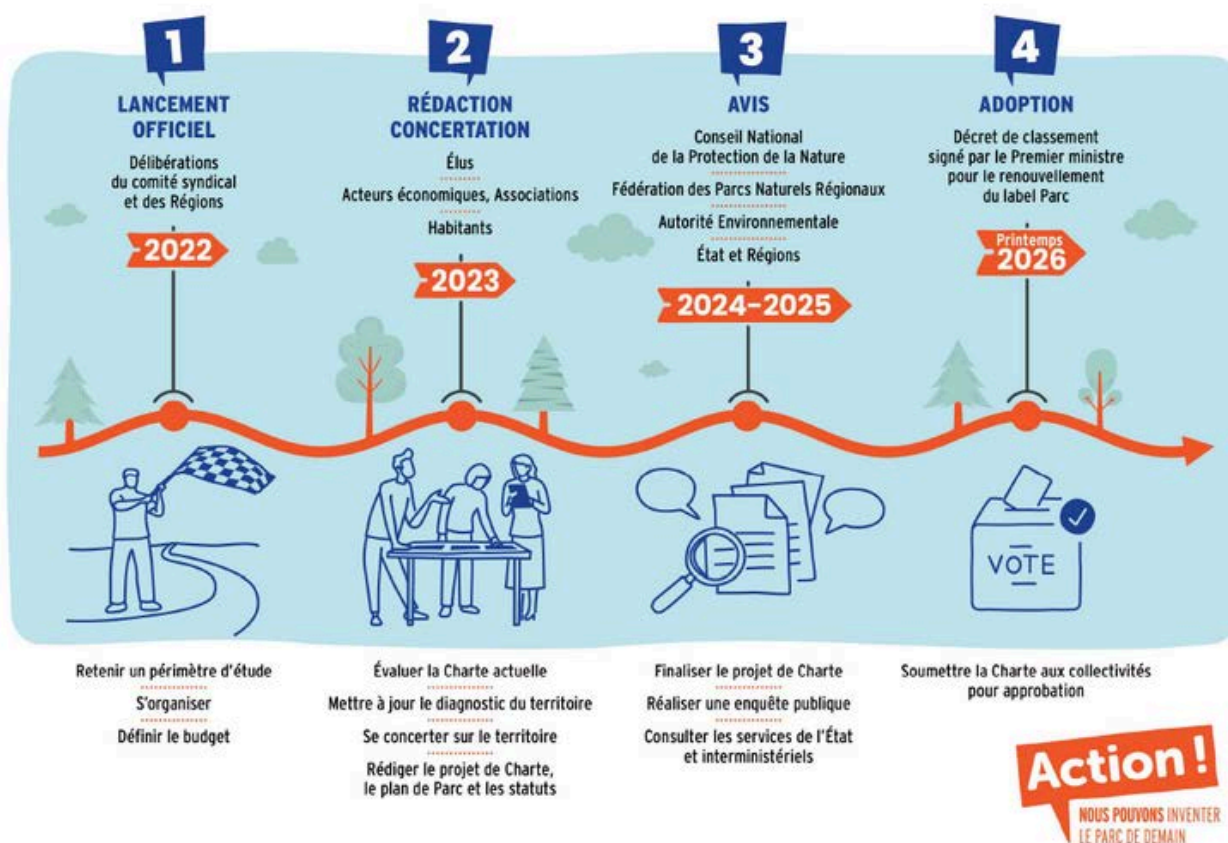 1
LANCEMENT
OFFICIEL
Délibérations
du comité syndical
et des Régions
2022
2
RÉDACTION
CONCERTATION
Élus
Acteurs économiques, Associations
Habitants
2023
3
AVIS
Conseil National
de la Protection de la Nature
Fédération des Parcs Naturels Régionaux
Autorité Environnementale
État et Régions
2024-2025
4
ADOPTION
Décret de classement
signé par le Premier ministre
pour le renouvellement
du label Parc
Printemps
2026
VOTE
Retenir un périmètre d'étude
S'organiser
Définir le budget
Évaluer la Charte actuelle
Mettre à jour le diagnostic du territoire
Se concerter sur le territoire
Rédiger le projet de Charte,
le plan de Parc et les statuts
Finaliser le projet de Charte
Réaliser une enquête publique
Consulter les services de l'État
et interministériels
Soumettre la Charte aux collectivités
pour approbation
Action !
NOUS POUVONS INVENTER
LE PARC DE DEMAIN